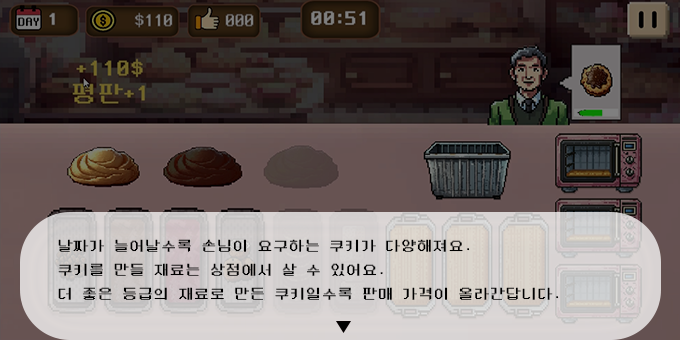 DAY 1
$110
000
00:51
+110$
평판+1
날짜가 늘어날수록 손님이 요구하는 쿠키가 다양해져요.
쿠키를 만들 재료는 상점에서 살 수 있어요.
더 좋은 등급의 재료로 만든 쿠키일수록 판매 가격이 올라간답니다.